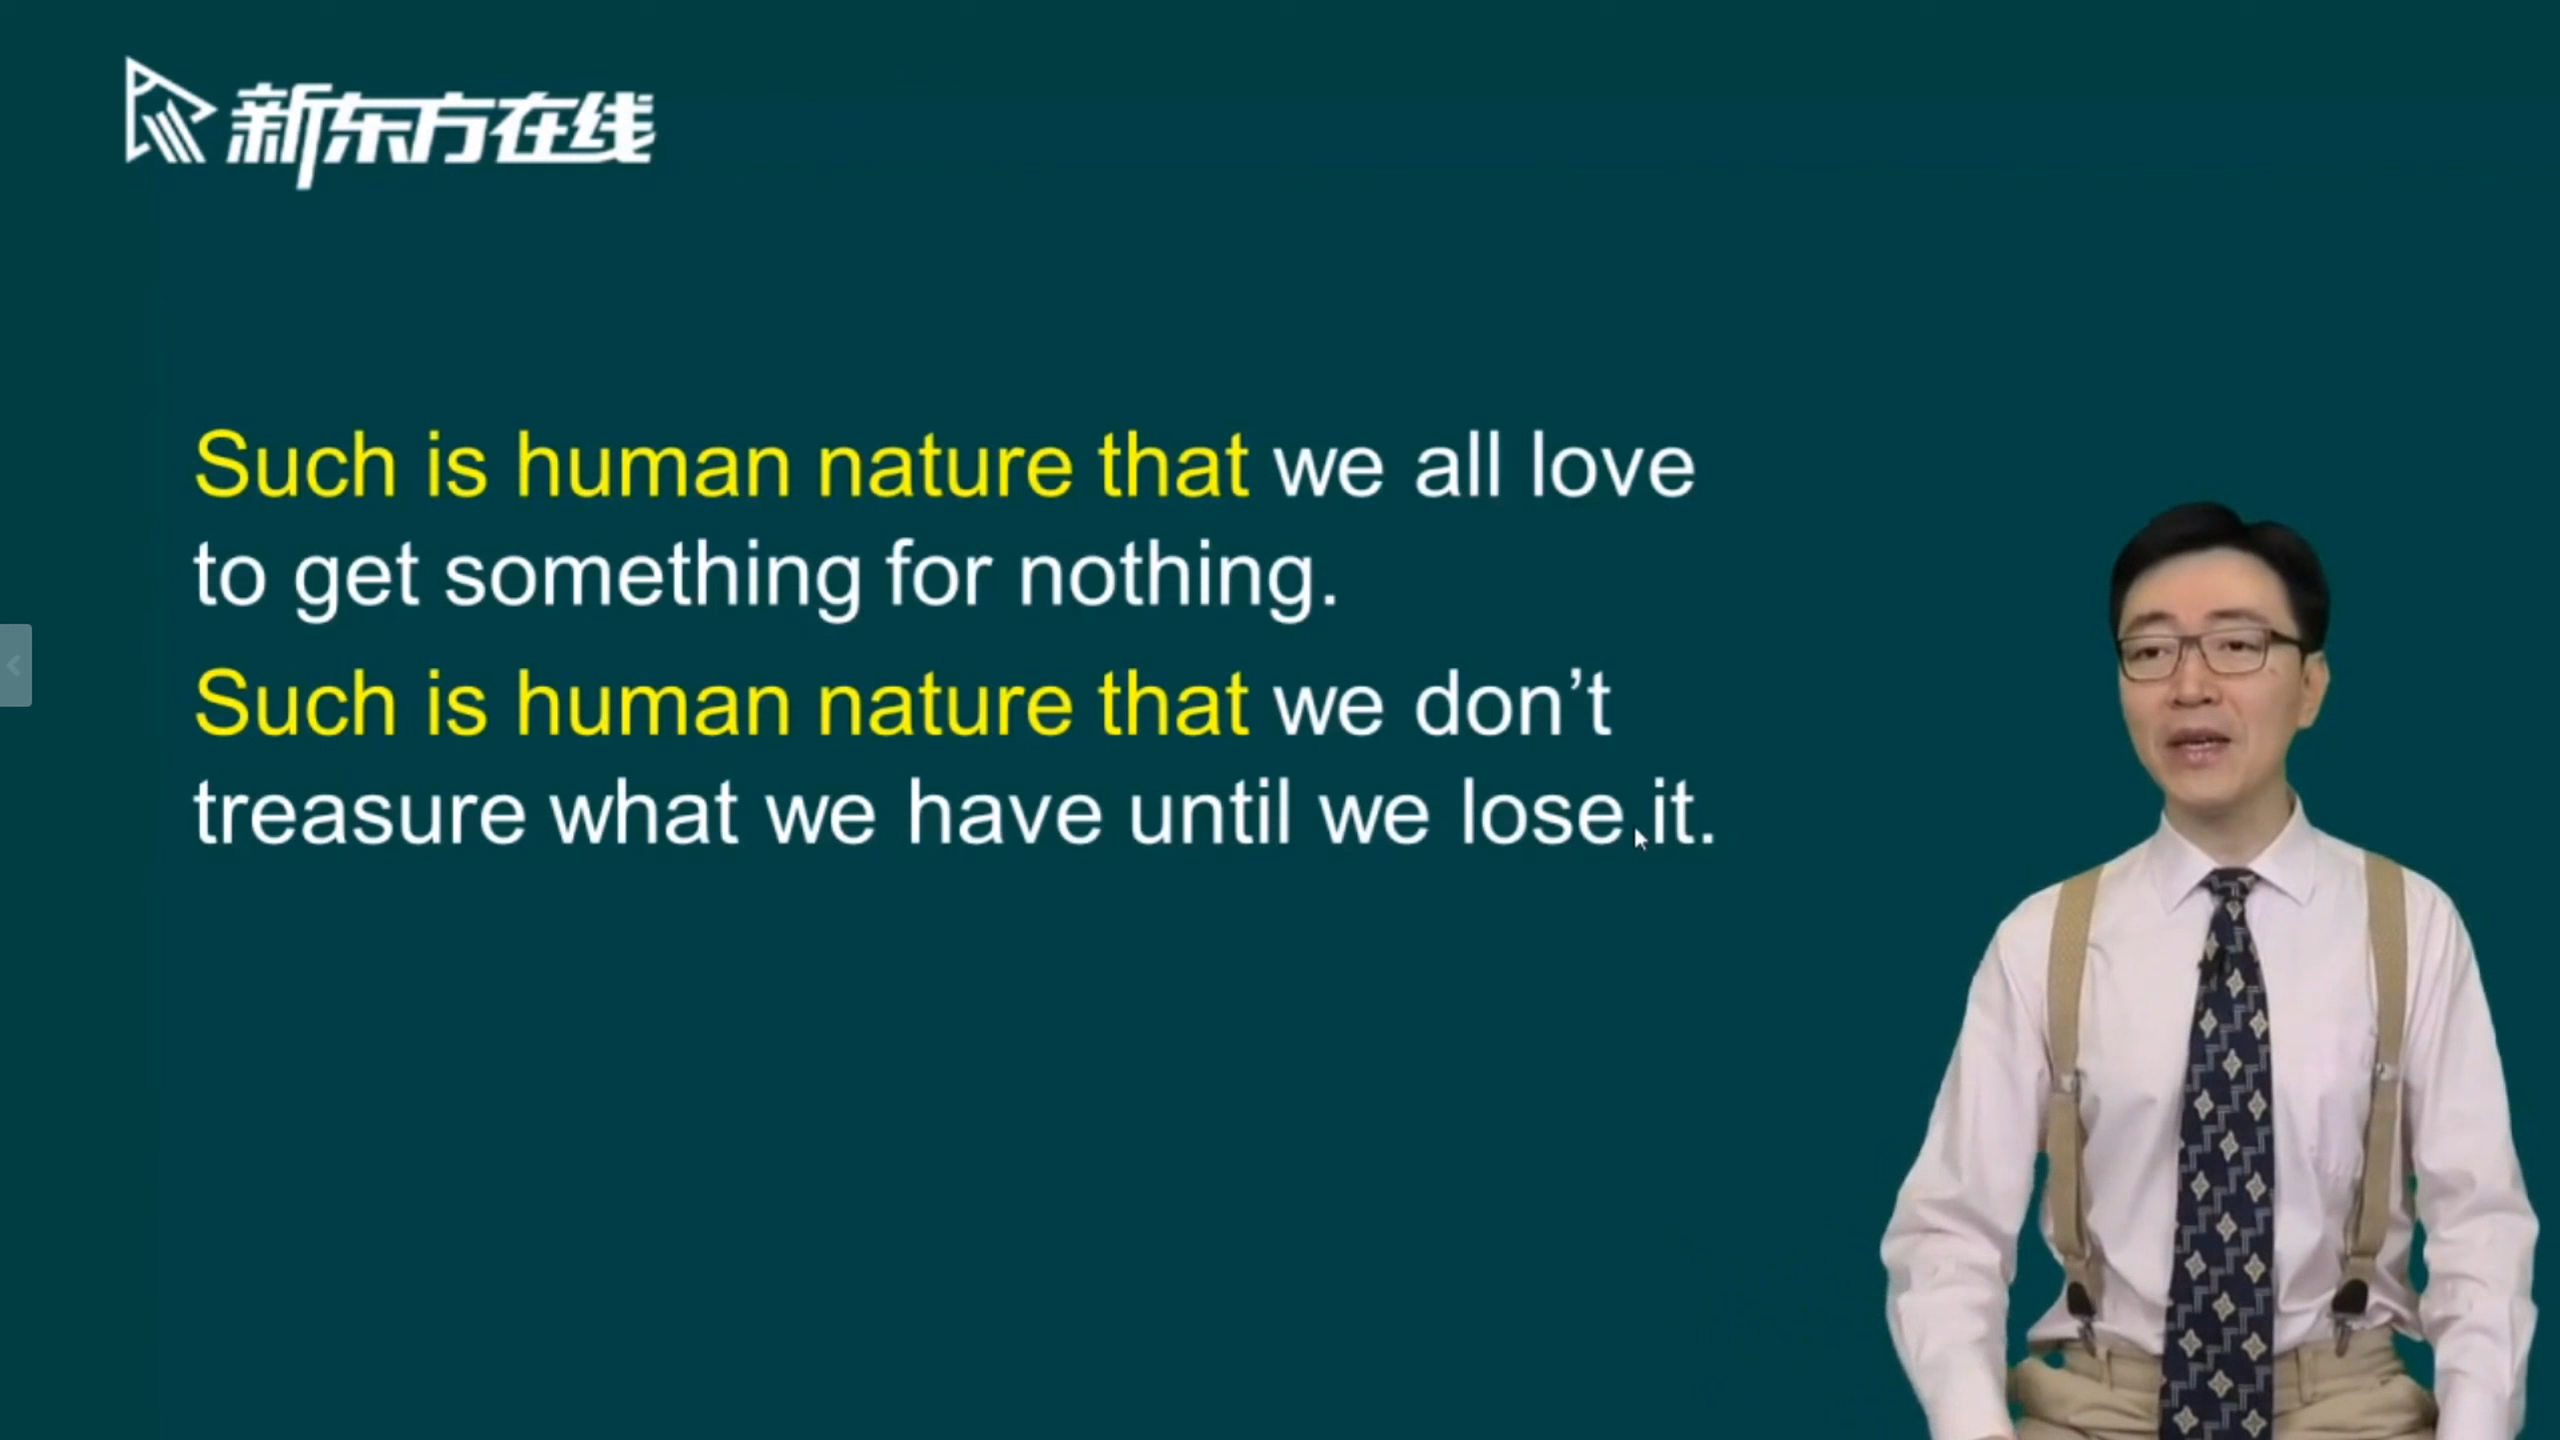 新东方在线
Such is human nature that we all love
to get something for nothing.
Such is human nature that we don’t
treasure what we have until we lose it.